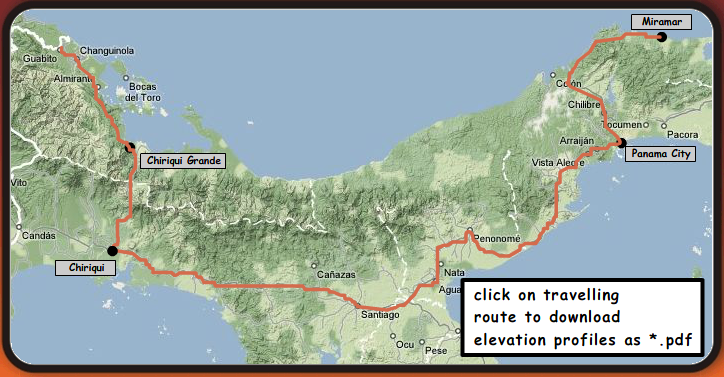 Miramar
Guabito
Changuinola
Almirant
Bocas
del Toro
Colón
Chilibre
Tocumen
Pacora
Arraiján
Panama City
Vista Alegre
Chiriqui Grande
Vito
Candás
Chiriqui
Penonomé
Cañazas
Nata
Agua
Santiago
Ocu
Pese
click on travelling
route to download
elevation profiles as *.pdf